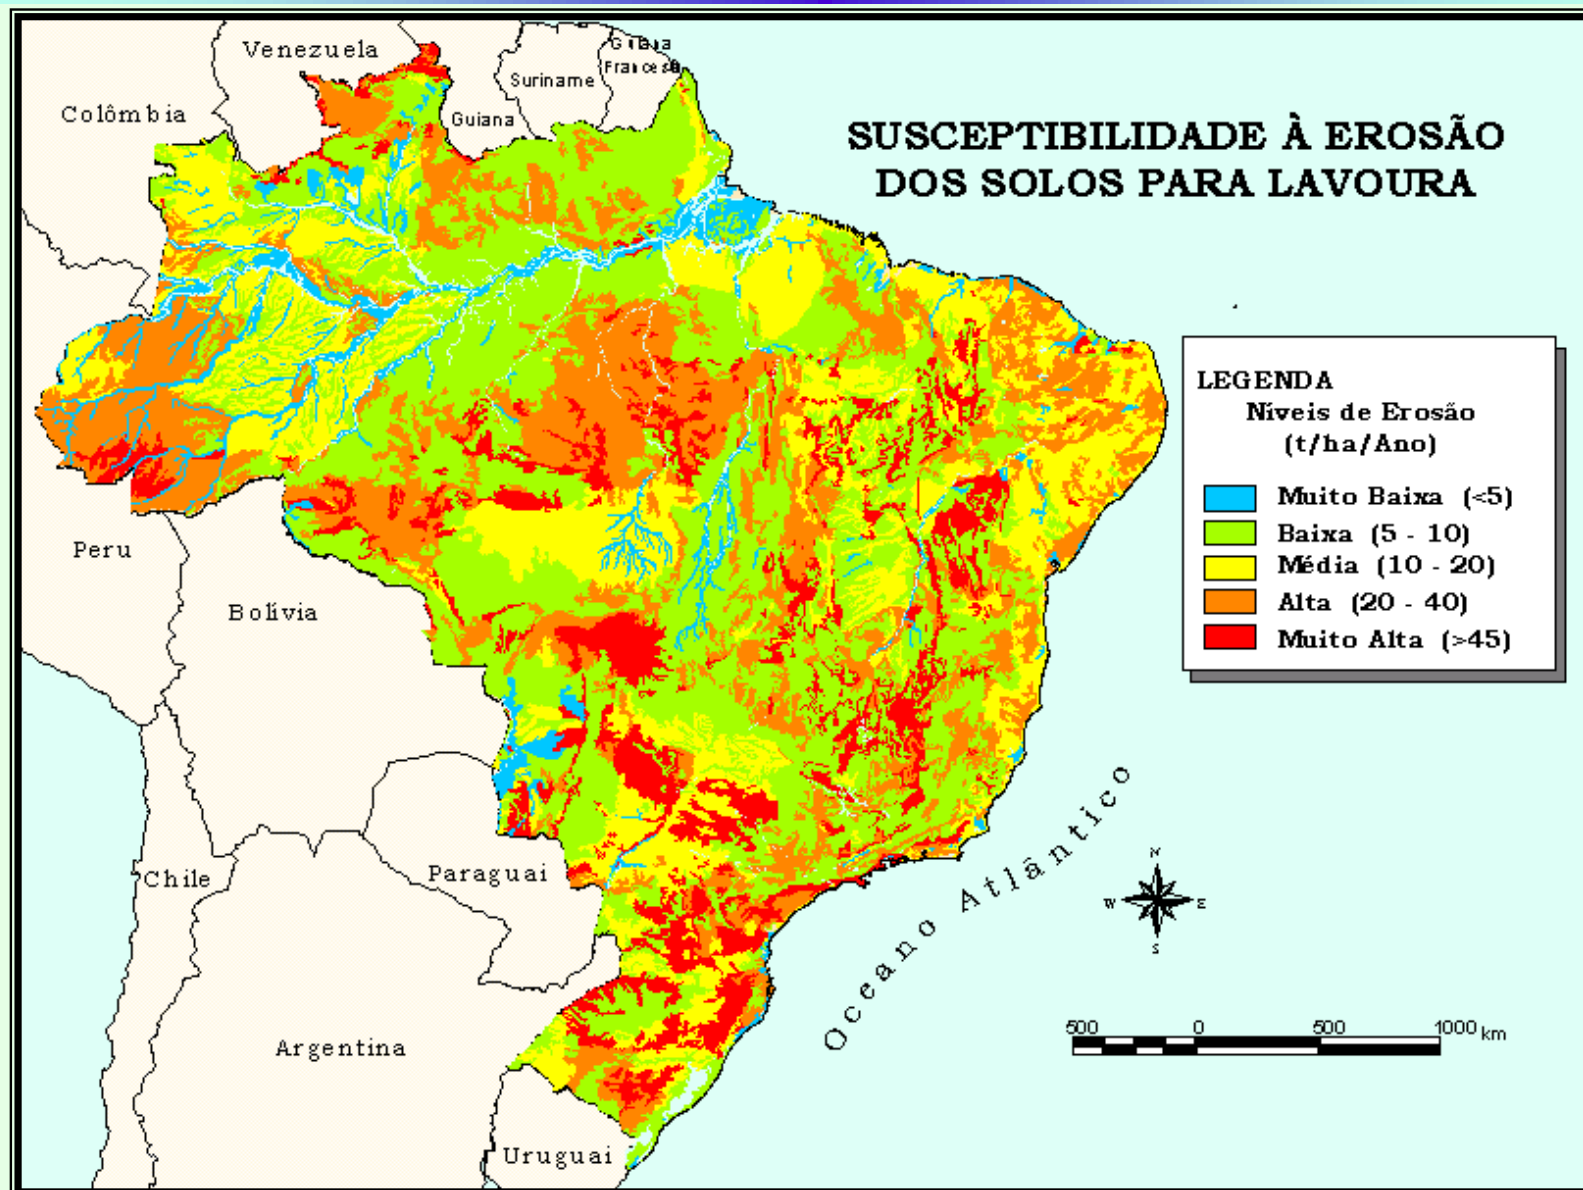 SUSCEPTIBILIDADE À EROSÃO
DOS SOLOS PARA LAVOURA
Venezuela
Guiana
Francesa
Suriname
Colômbia
Guiana
LEGENDA
Níveis de Erosão
(t/ha/Ano)
Muito Baixa (<5)
Baixa (5 - 10)
Média (10 - 20)
Alta (20 - 40)
Muito Alta (>45)
Peru
Bolívia
Paraguai
Chile
Oceano Atlântico
N
W
E
S
Argentina
500 0 500 1000 km
Uruguai